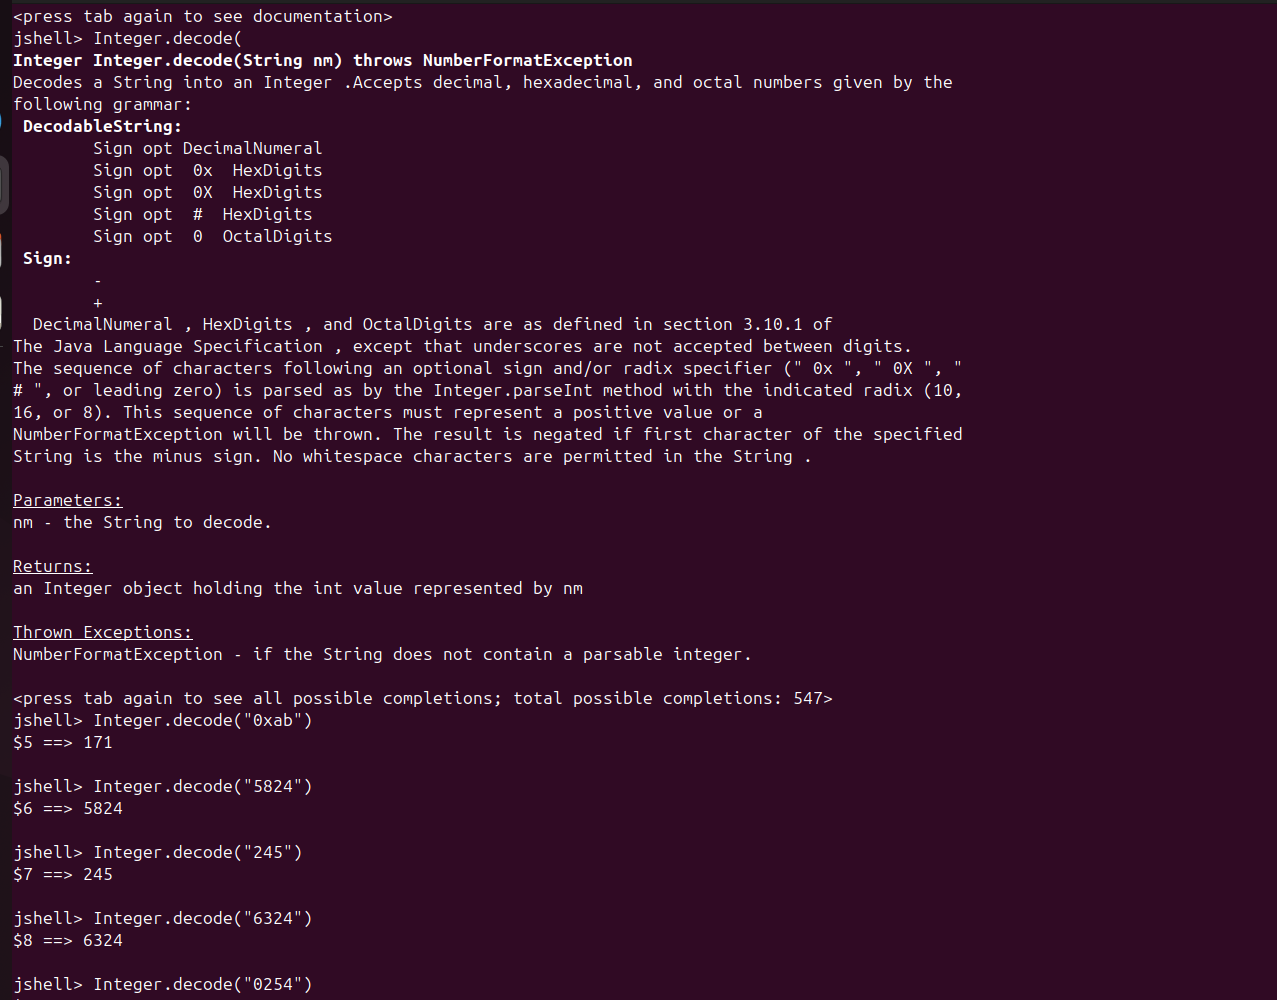 <press tab again to see documentation>
jshell> Integer.decode(
Integer Integer.decode(String nm) throws NumberFormatException
Decodes a String into an Integer .Accepts decimal, hexadecimal, and octal numbers given by the
following grammar:
DecodableString:
Sign opt DecimalNumeral
Sign opt  0x  HexDigits
Sign opt  0X  HexDigits
Sign opt  #  HexDigits
Sign opt  0  OctalDigits
Sign:
-
+
DecimalNumeral , HexDigits , and OctalDigits are as defined in section 3.10.1 of
The Java Language Specification , except that underscores are not accepted between digits.
The sequence of characters following an optional sign and/or radix specifier (" 0x ", " 0X ", "
# ", or leading zero) is parsed as by the Integer.parseInt method with the indicated radix (10,
16, or 8). This sequence of characters must represent a positive value or a
NumberFormatException will be thrown. The result is negated if first character of the specified
String is the minus sign. No whitespace characters are permitted in the String .
Parameters:
nm - the String to decode.
Returns:
an Integer object holding the int value represented by nm
Thrown Exceptions:
NumberFormatException - if the String does not contain a parsable integer.
<press tab again to see all possible completions; total possible completions: 547>
jshell> Integer.decode("0xab")
$5 ==> 171
jshell> Integer.decode("5824")
$6 ==> 5824
jshell> Integer.decode("245")
$7 ==> 245
jshell> Integer.decode("6324")
$8 ==> 6324
jshell> Integer.decode("0254")